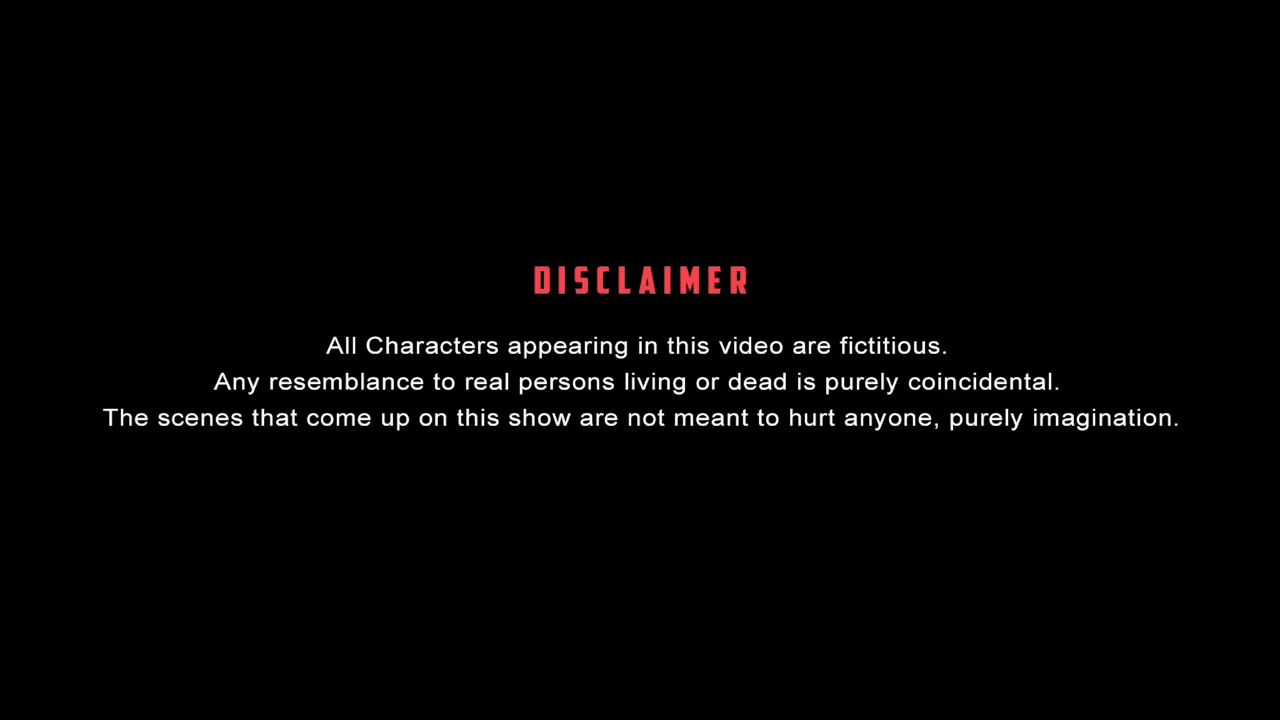 DISCLAIMER
All Characters appearing in this video are fictitious.
Any resemblance to real persons living or dead is purely coincidental.
The scenes that come up on this show are not meant to hurt anyone, purely imagination.